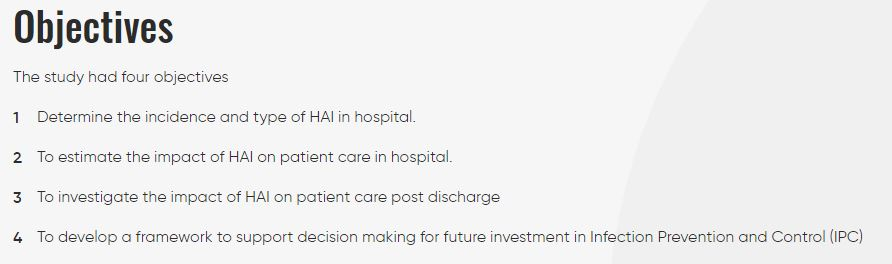 Objectives
The study had four objectives
1 Determine the incidence and type of HAI in hospital.
2 To estimate the impact of HAI on patient care in hospital.
3 To investigate the impact of HAI on patient care post discharge
4 To develop a framework to support decision making for future investment in Infection Prevention and Control (IPC)